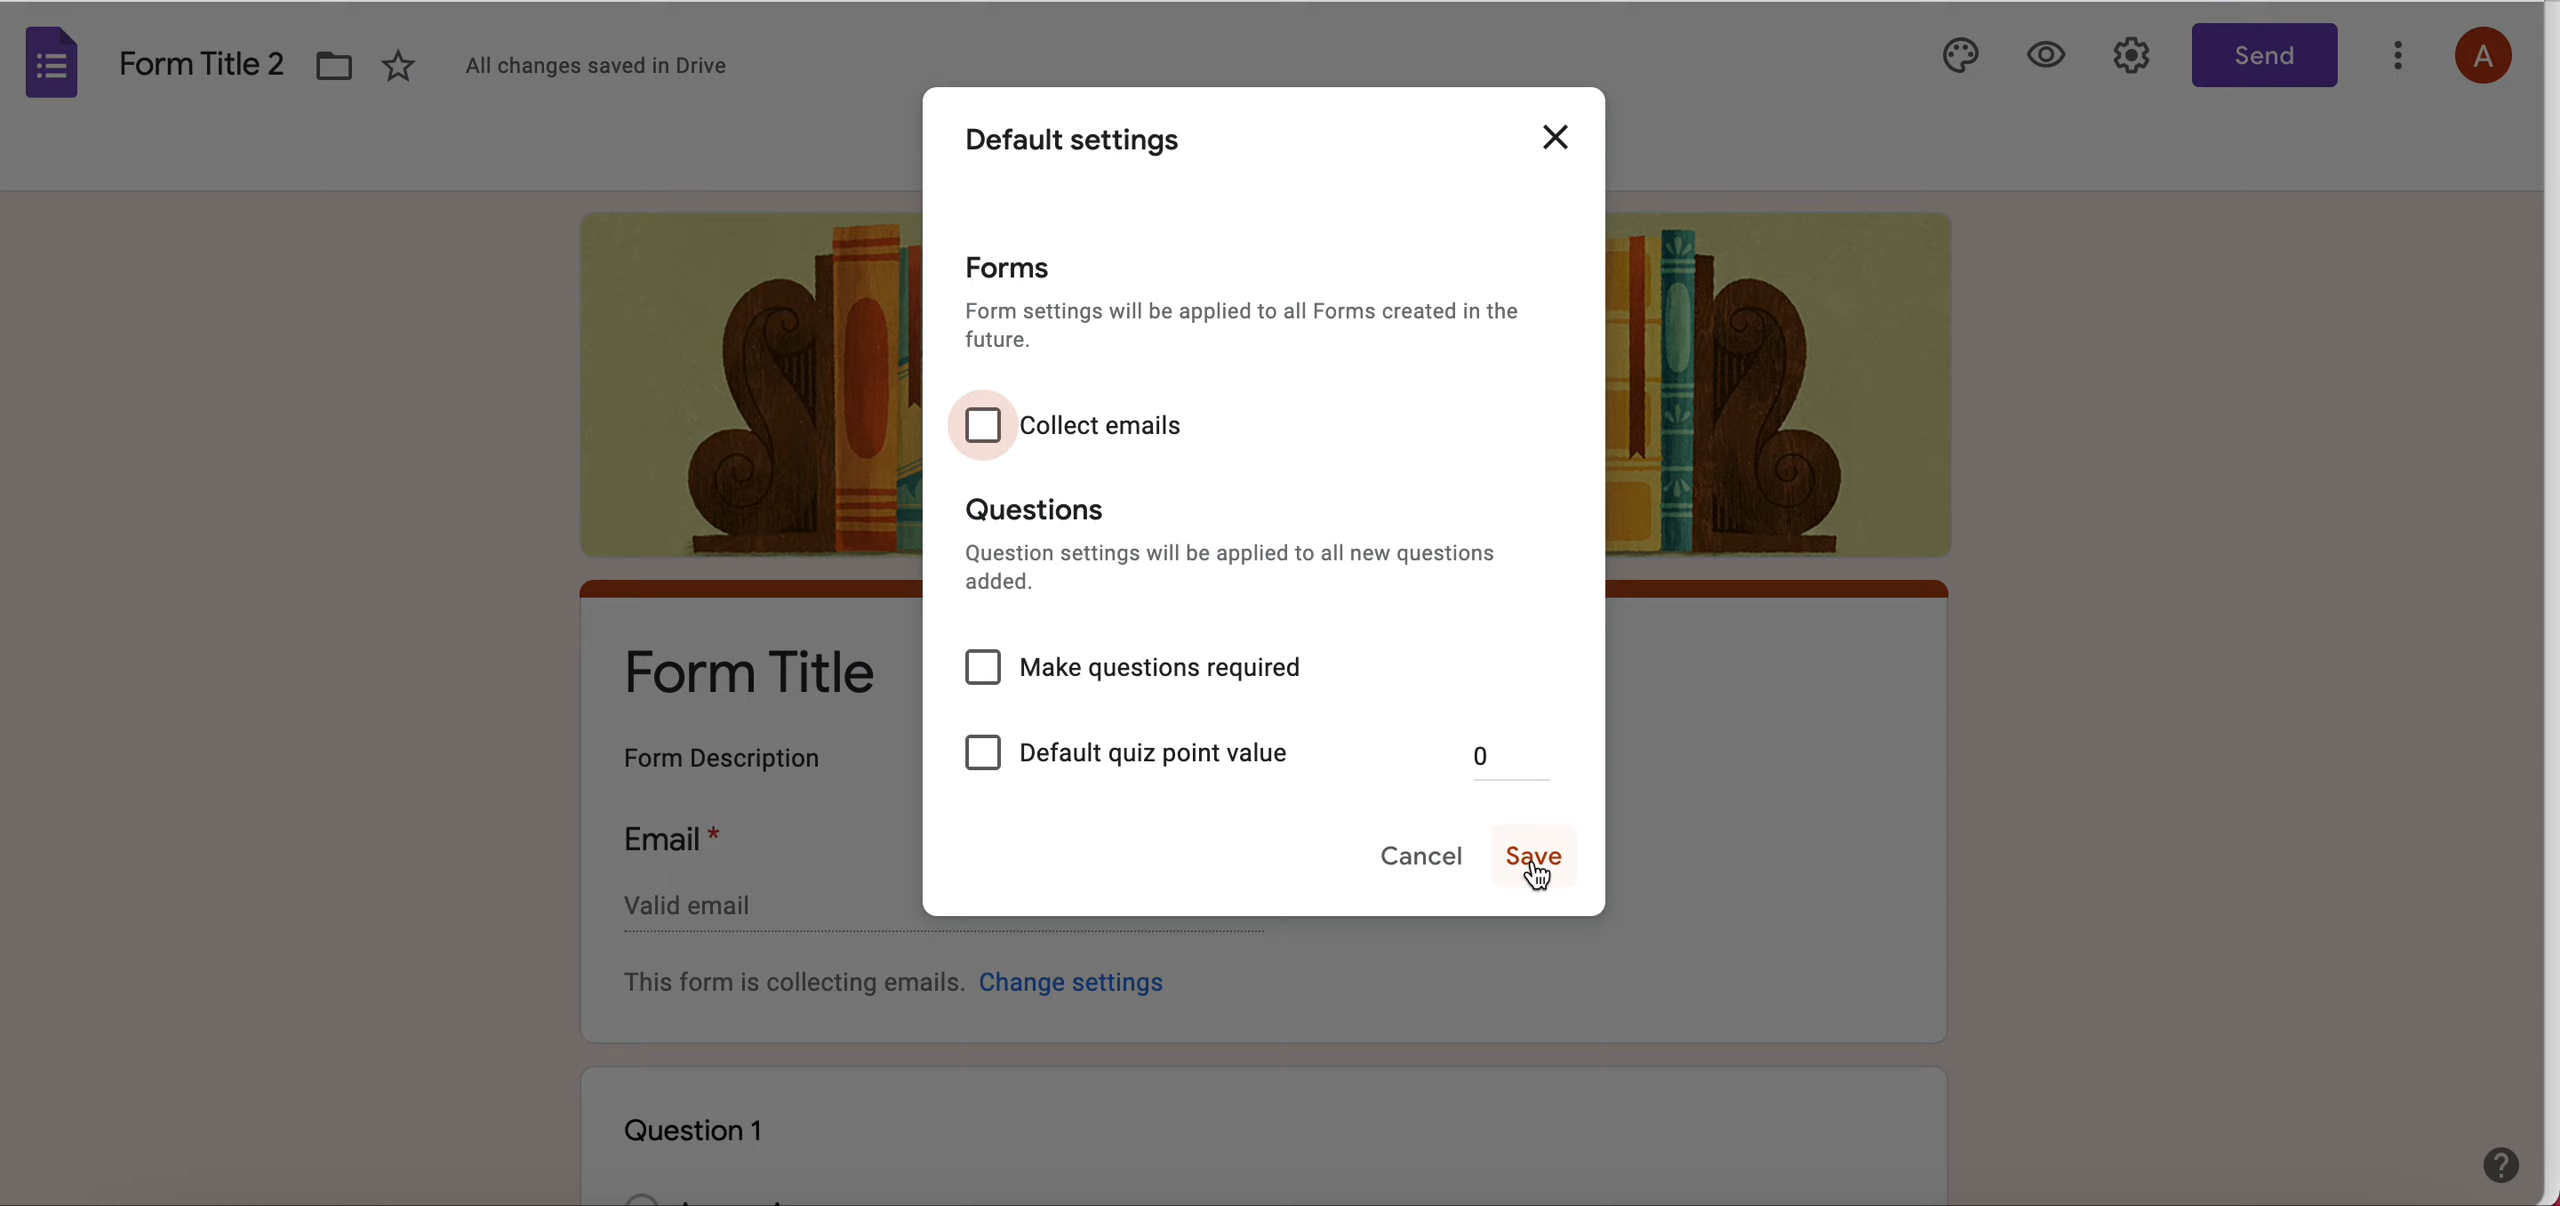 Form Title 2
All changes saved in Drive
Send
A
Default settings
Forms
Form settings will be applied to all Forms created in the
future.
Collect emails
Questions
Question settings will be applied to all new questions
added.
Make questions required
Default quiz point value
0
Cancel
Save
Form Title
Form Description
Email *
Valid email
This form is collecting emails. Change settings
Question 1